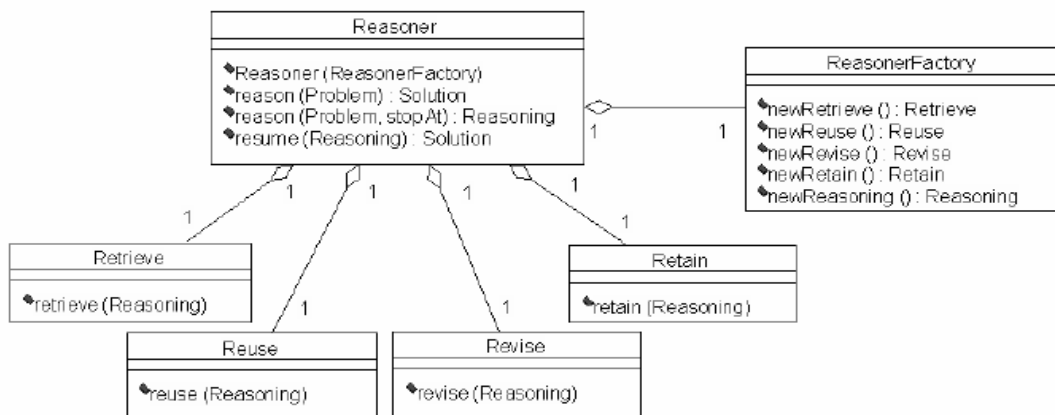 Reasoner
Reasoner (ReasonerFactory)
reason (Problem) : Solution
reason (Problem, stopAt) : Reasoning
resume (Reasoning) : Solution
ReasonerFactory
newRetrieve () : Retrieve
newReuse () : Reuse
newRevise () : Revise
newRetain () : Retain
newReasoning () : Reasoning
1
1
1
1
1
1
1
1
1
1
Retrieve
retrieve (Reasoning)
Retain
retain (Reasoning)
Reuse
reuse (Reasoning)
Revise
revise (Reasoning)